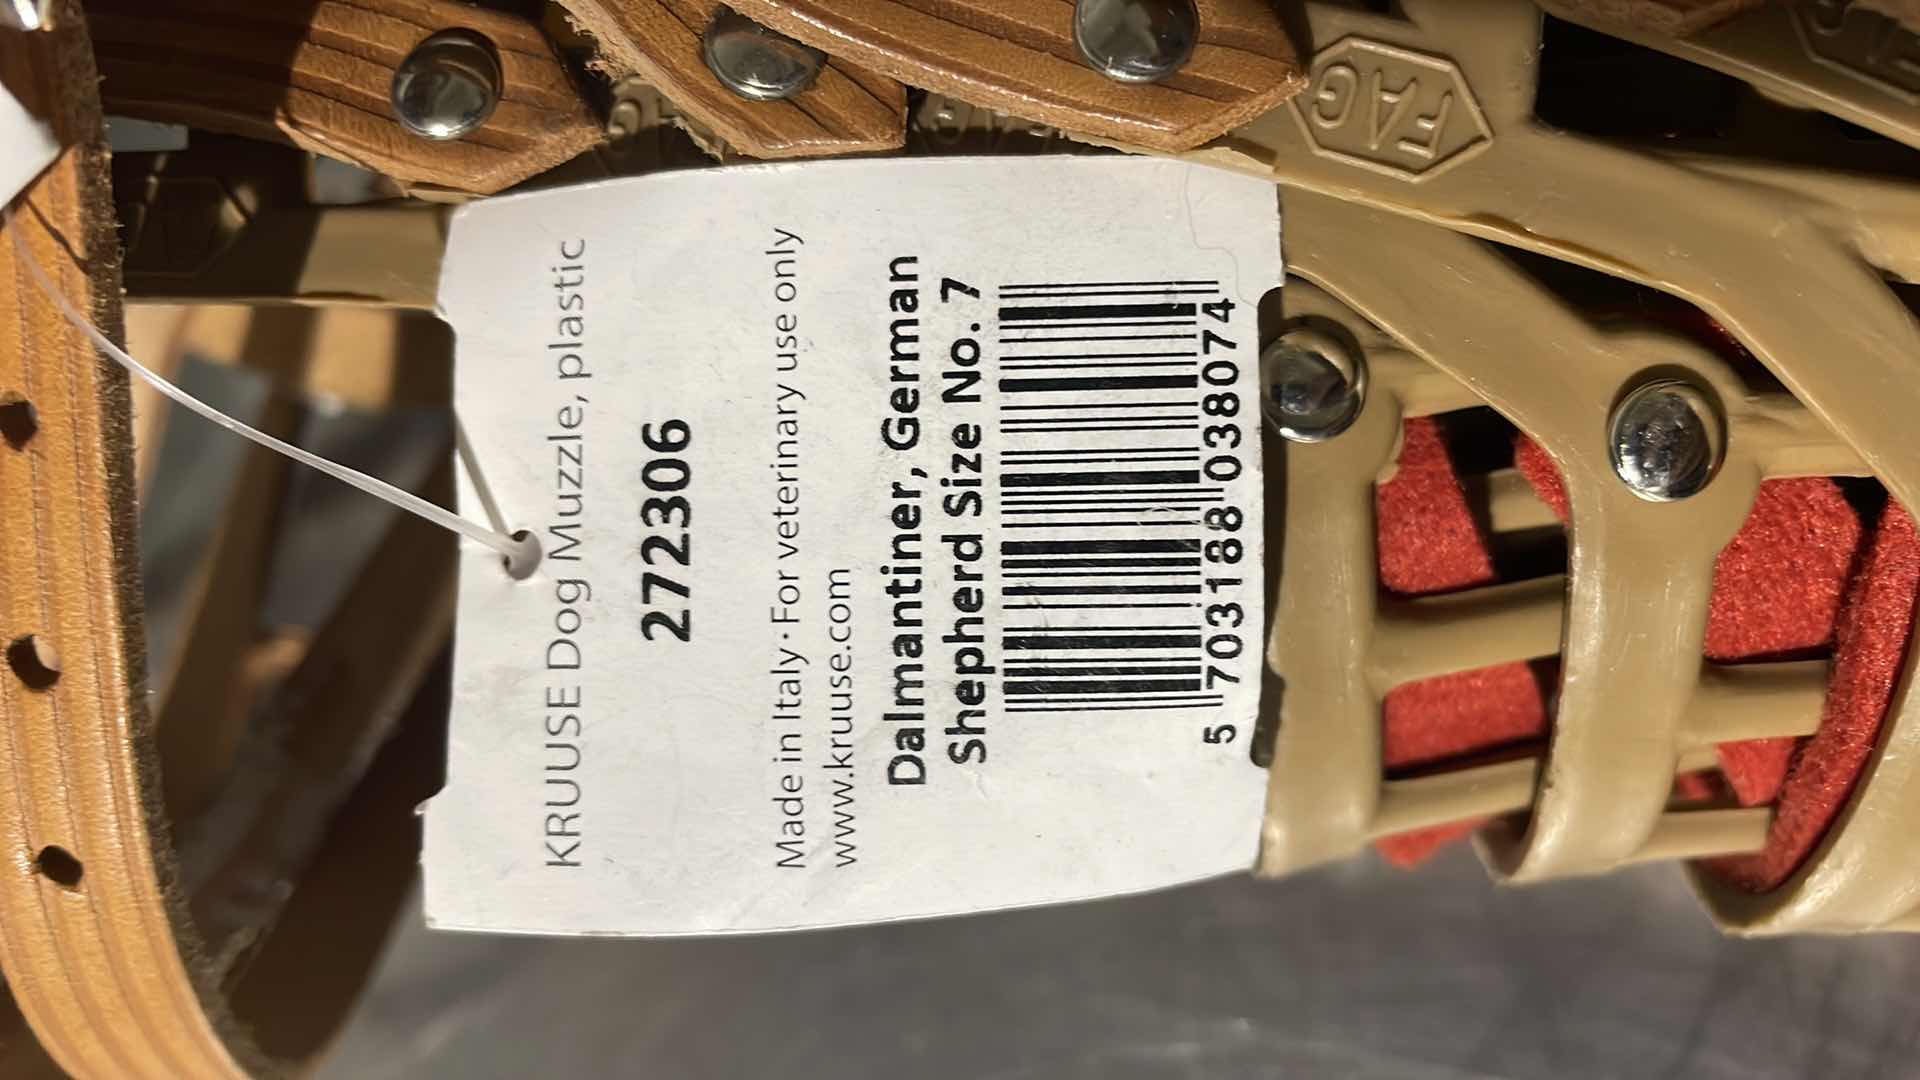 KRUUSE Dog Muzzle, plastic
272306
Made in Italy · For veterinary use only
www.kruuse.com
Dalmantiner, German
Shepherd Size No. 7
5 703188 038074
FAG